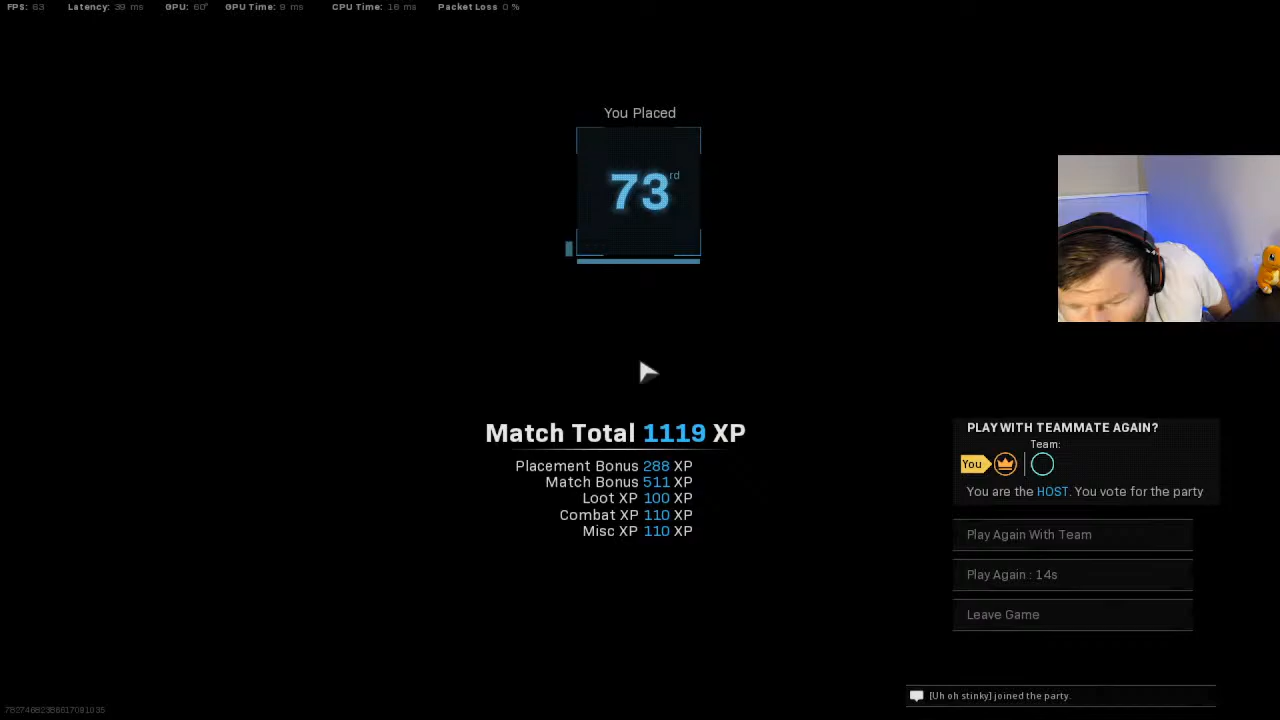 FPS: 63 Latency: 39 ms GPU: 60° GPU Time: 9 ms CPU Time: 18 ms Packet Loss 0 %
You Placed
73rd
Match Total 1119 XP
Placement Bonus 288 XP
Match Bonus 511 XP
Loot XP 100 XP
Combat XP 110 XP
Misc XP 110 XP
PLAY WITH TEAMMATE AGAIN?
Team:
You
You are the HOST. You vote for the party
Play Again With Team
Play Again : 14s
Leave Game
[Uh oh stinky] joined the party.